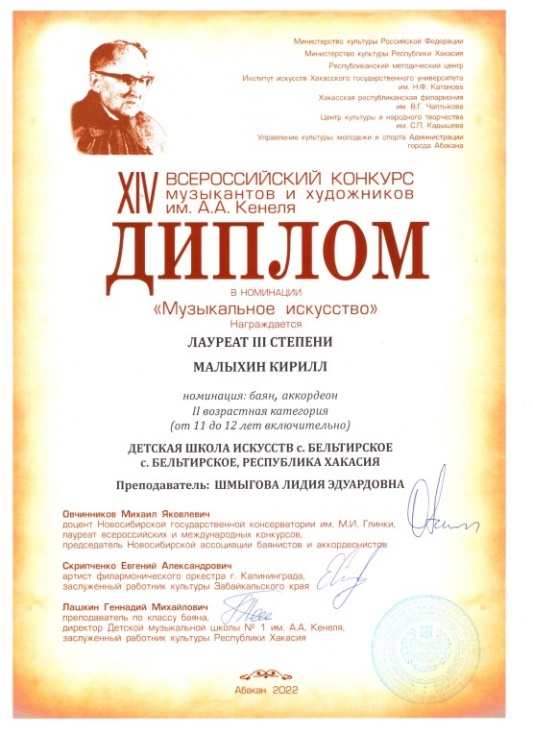 Министерство культуры Российской Федерации
Министерство культуры Республики Хакасия
Республиканский методический центр
Институт искусств Хакасского государственного университета
им. Н.Ф. Катанова
Хакасская республиканская филармония
им. В.Г. Чаптыкова
Центр культуры и народного творчества
им. С.П. Кадышева
Управление культуры, молодежи и спорта Администрации
города Абакана
XIV ВСЕРОССИЙСКИЙ КОНКУРС
музыкантов и художников
им. А.А. Кенеля
ДИПЛОМ
В НОМИНАЦИИ
«Музыкальное искусство»
Награждается
ЛАУРЕАТ III СТЕПЕНИ
МАЛЫХИН КИРИЛЛ
номинация: баян, аккордеон
II возрастная категория
(от 11 до 12 лет включительно)
ДЕТСКАЯ ШКОЛА ИСКУССТВ с. БЕЛЬТИРСКОЕ
с. БЕЛЬТИРСКОЕ, РЕСПУБЛИКА ХАКАСИЯ
Преподаватель: ШМЫГОВА ЛИДИЯ ЭДУАРДОВНА
Овчинников Михаил Яковлевич
доцент Новосибирской государственной консерватории им. М.И. Глинки,
лауреат всероссийских и международных конкурсов,
председатель Новосибирской ассоциации баянистов и аккордеонистов
Скрипченко Евгений Александрович
артист филармонического оркестра г. Калининграда,
заслуженный работник культуры Забайкальского края
Лашкин Геннадий Михайлович
преподаватель по классу баяна,
директор Детской музыкальной школы № 1 им. А.А. Кенеля,
заслуженный работник культуры Республики Хакасия
Абакан 2022